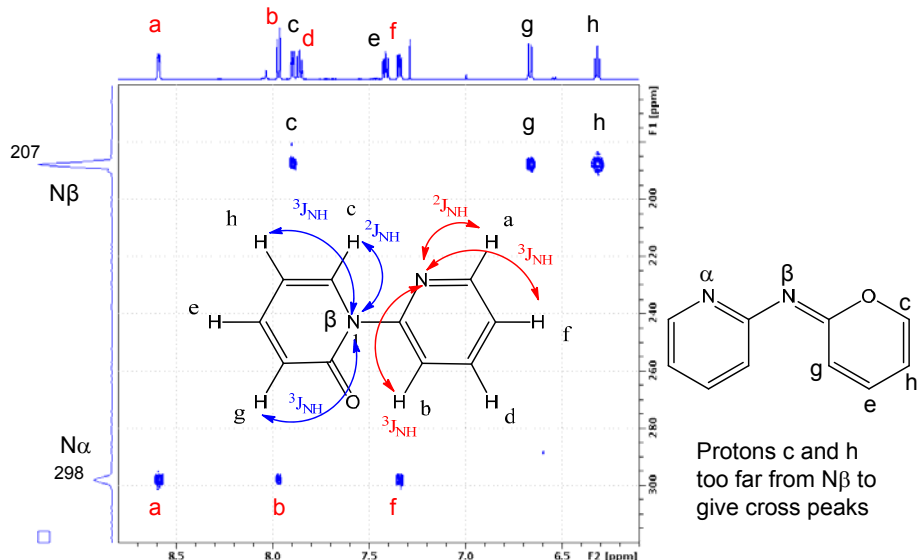 a b c d e f g h
c g h
207
Nβ
Nα
298
a b f
h ³J_NH c ²J_NH
²J_NH a
³J_NH
H H N H
e H β N H f
H O H H
g ³J_NH b d
³J_NH
F1 [ppm]
200
220
240
260
280
300
8.5 8.0 7.5 7.0 6.5 F2 [ppm]
α β
N N O c
g h
e
Protons c and h
too far from Nβ to
give cross peaks